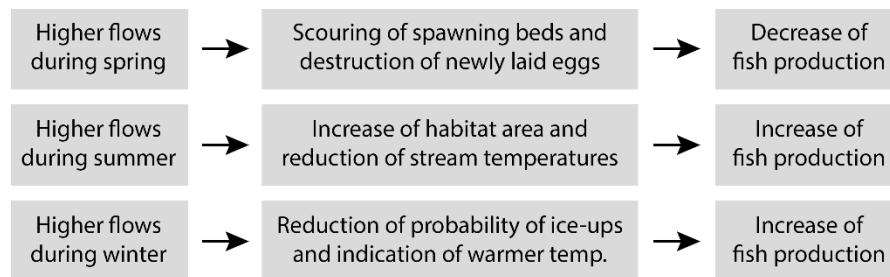 Higher flows
during spring
Scouring of spawning beds and
destruction of newly laid eggs
Decrease of
fish production
Higher flows
during summer
Increase of habitat area and
reduction of stream temperatures
Increase of
fish production
Higher flows
during winter
Reduction of probability of ice-ups
and indication of warmer temp.
Increase of
fish production